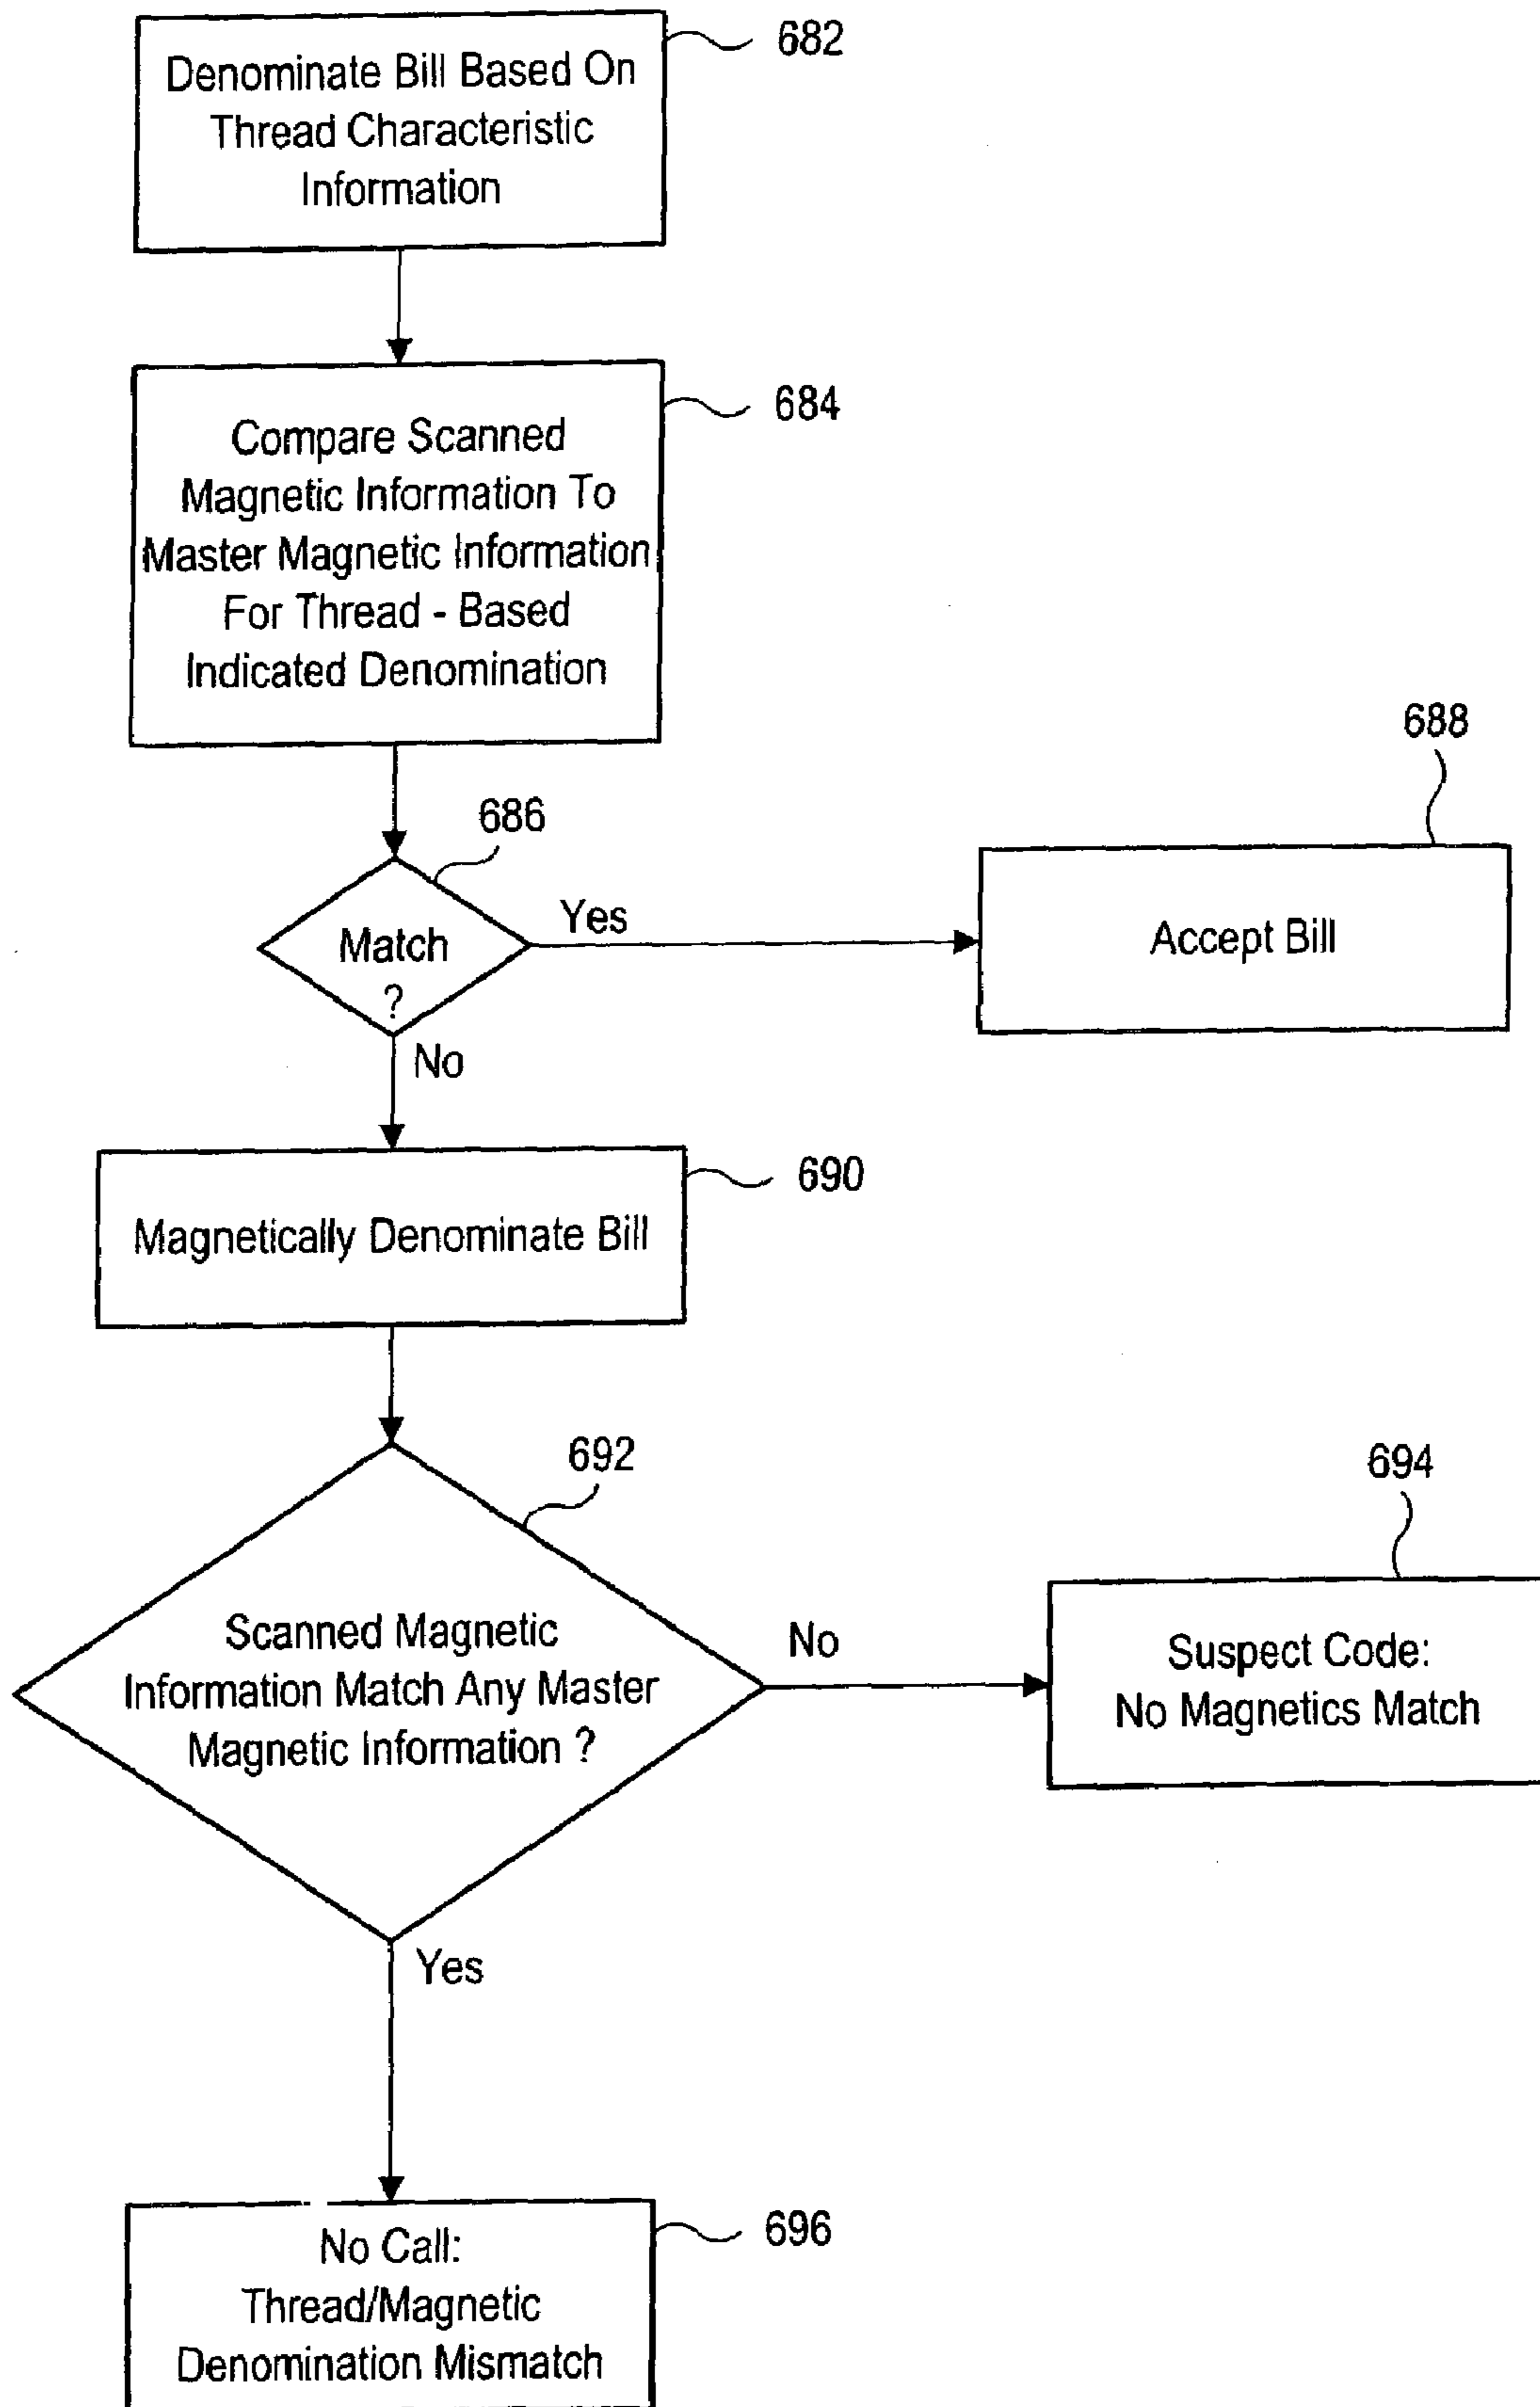 682
Denominate Bill Based On
Thread Characteristic
Information
684
Compare Scanned
Magnetic Information To
Master Magnetic Information
For Thread - Based
Indicated Denomination
686
Match
?
Yes
688
Accept Bill
No
690
Magnetically Denominate Bill
692
Scanned Magnetic
Information Match Any Master
Magnetic Information ?
No
694
Suspect Code:
No Magnetics Match
Yes
696
No Call:
Thread/Magnetic
Denomination Mismatch